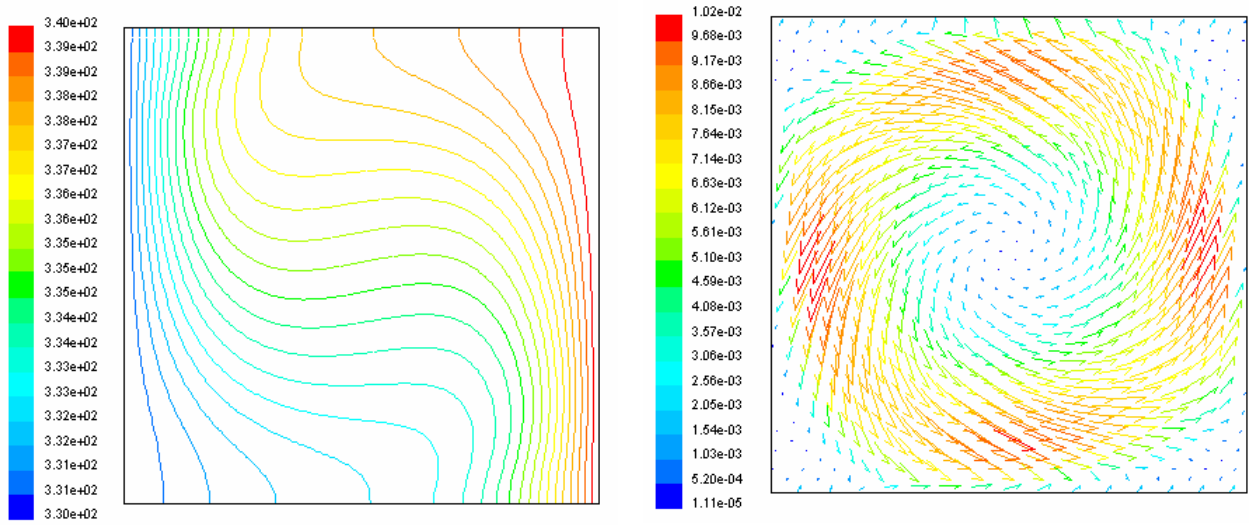 3.40e+02
3.39e+02
3.39e+02
3.38e+02
3.38e+02
3.37e+02
3.37e+02
3.36e+02
3.36e+02
3.35e+02
3.35e+02
3.34e+02
3.34e+02
3.33e+02
3.32e+02
3.32e+02
3.31e+02
3.31e+02
3.30e+02
1.02e-02
9.68e-03
9.17e-03
8.66e-03
8.15e-03
7.64e-03
7.14e-03
6.63e-03
6.12e-03
5.61e-03
5.10e-03
4.59e-03
4.08e-03
3.57e-03
3.06e-03
2.56e-03
2.05e-03
1.54e-03
1.03e-03
5.20e-04
1.11e-05